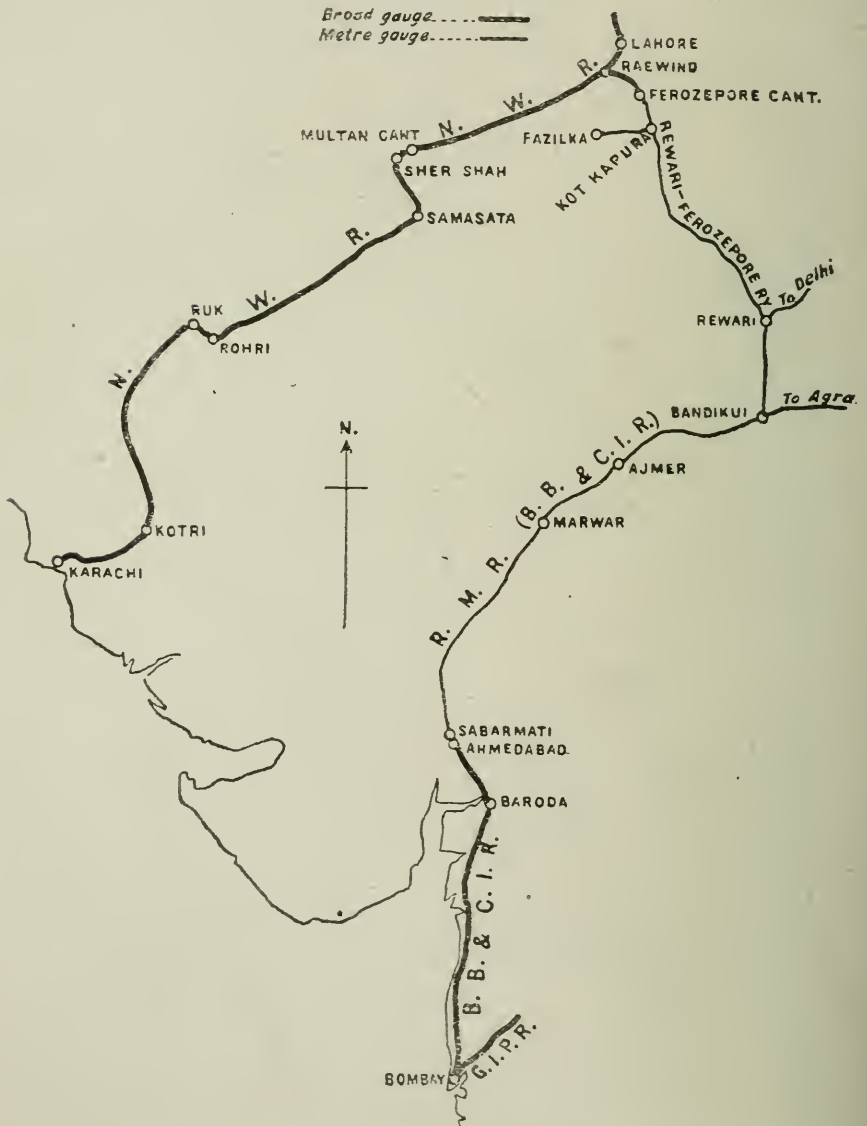 Broad gauge
Metre gauge
LAHORE
RAEWIND
N. W. R.
FEROZEPORE CANT.
MULTAN CANT
FAZILKA
SHER SHAH
KOT KAPURA
REWARI-FEROZEPORE RY
SAMASATA
To Delhi
RUK
N. W. R.
REWARI
ROHRI
BANDIKUI
To Agra.
N.
(B. B. & C. I. R.)
AJMER
MARWAR
KOTRI
KARACHI
R. M. R.
SABARMATI
AHMEDABAD.
BARODA
B. B. & C. I. R.
G. I. P. R.
BOMBAY